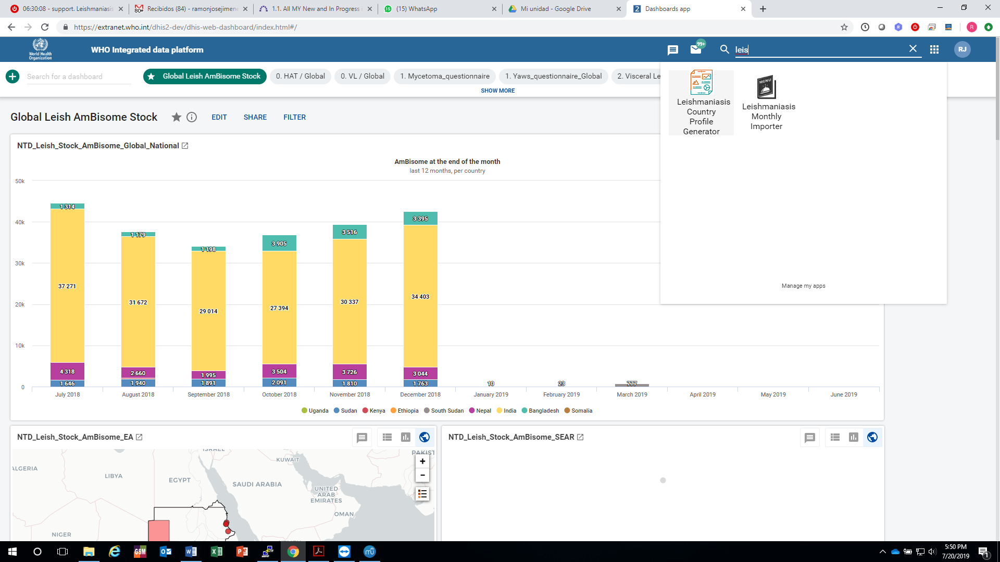 06:30:08 - support. Leishmaniasis
Recibidos (84) - ramonjosejimene
1.1. All MY New and In Progress i
(15) WhatsApp
Mi unidad - Google Drive
Dashboards app
https://extranet.who.int/dhis2-dev/dhis-web-dashboard/index.html#/
World Health
Organization
WHO Integrated data platform
99+
leis
RJ
Search for a dashboard
Global Leish AmBisome Stock
0. HAT / Global
0. VL / Global
1. Mycetoma_questionnaire
1. Yaws_questionnaire_Global
2. Visceral Le
SHOW MORE
Leishmaniasis
Country
Profile
Generator
MENU
Leishmaniasis
Monthly
Importer
Manage my apps
Global Leish AmBisome Stock
EDIT
SHARE
FILTER
NTD_Leish_Stock_AmBisome_Global_National
AmBisome at the end of the month
last 12 months, per country
50k
40k
30k
20k
10k
0
1 314
37 271
4 318
1 646
1 179
31 672
2 660
1 940
1 198
29 014
1 995
1 891
3 905
27 394
3 504
2 091
3 516
30 337
3 726
1 810
3 395
34 403
3 044
1 763
10
23
777
July 2018
August 2018
September 2018
October 2018
November 2018
December 2018
January 2019
February 2019
March 2019
April 2019
May 2019
June 2019
Uganda
Sudan
Kenya
Ethiopia
South Sudan
Nepal
India
Bangladesh
Somalia
NTD_Leish_Stock_AmBisome_EA
NTD_Leish_Stock_AmBisome_SEAR
ISRAEL
PAKIST
KUWAIT
ALGERIA
LIBYA
EGYPT
SAUDI ARABIA
UNITED
ARAB
EMIRATES
OMAN
NIGER
+
−
5:50 PM
7/20/2019
1